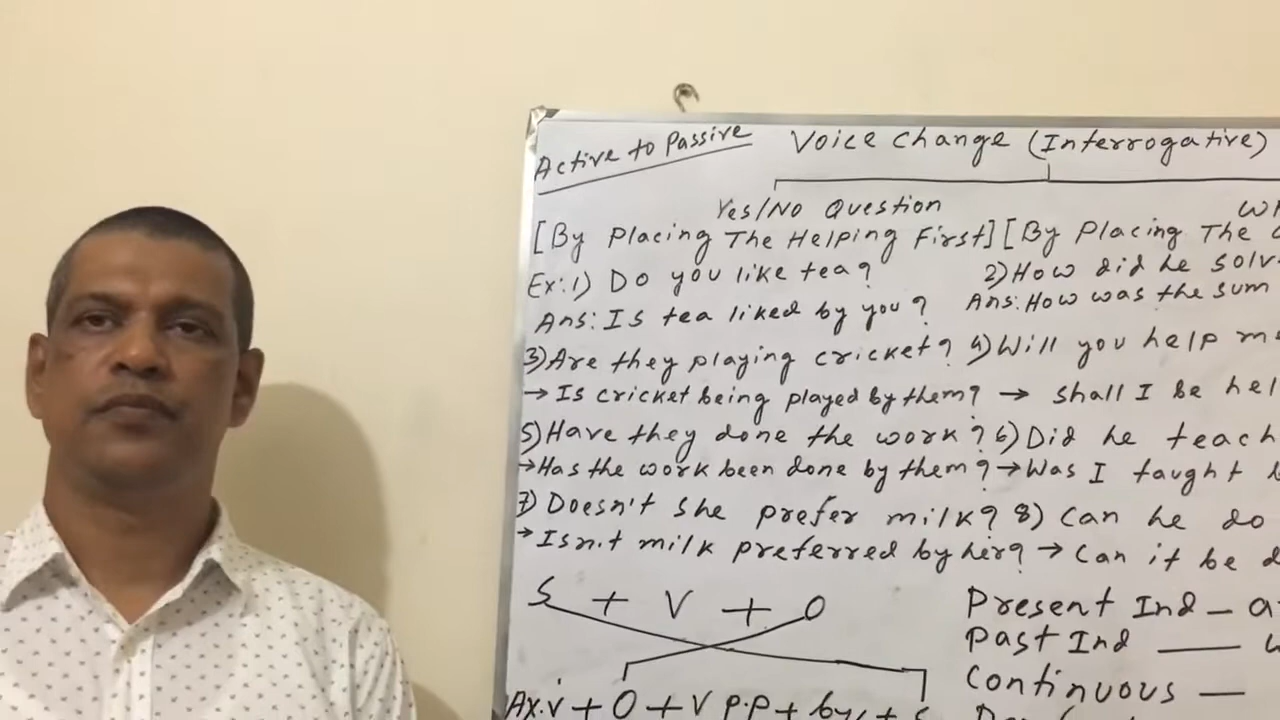 Active to Passive Voice Change (Interrogative)
Yes/No Question
[By Placing The Helping First] [By Placing The
Ex: 1) Do you like tea? 2) How did he
Ans: Is tea liked by you? Ans: How was the sum
3) Are they playing cricket? 4) Will you help
→ Is cricket being played by them? → Shall I be
5) Have they done the work? 6) Did he teach
→ Has the work been done by them? → Was I taught
7) Doesn't she prefer milk? 8) Can he do
→ Isn.t milk preferred by her? → Can it be
S + V + O Present Ind –
Past Ind —
Continuous —
Ax.v + O + V p.p + by +